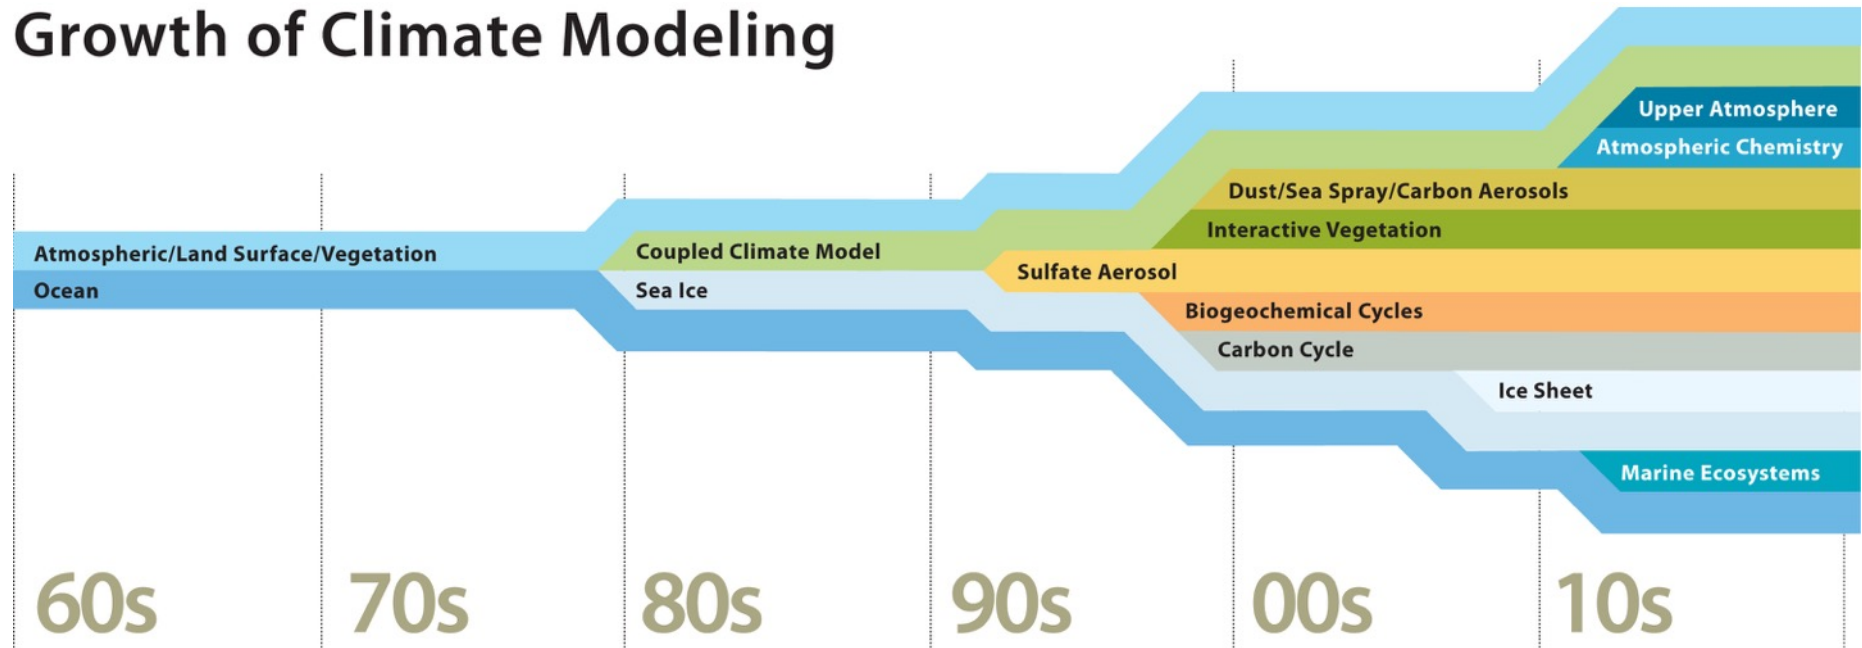 Growth of Climate Modeling
Upper Atmosphere
Atmospheric Chemistry
Dust/Sea Spray/Carbon Aerosols
Interactive Vegetation
Atmospheric/Land Surface/Vegetation
Coupled Climate Model
Sulfate Aerosol
Ocean
Sea Ice
Biogeochemical Cycles
Carbon Cycle
Ice Sheet
Marine Ecosystems
60s
70s
80s
90s
00s
10s